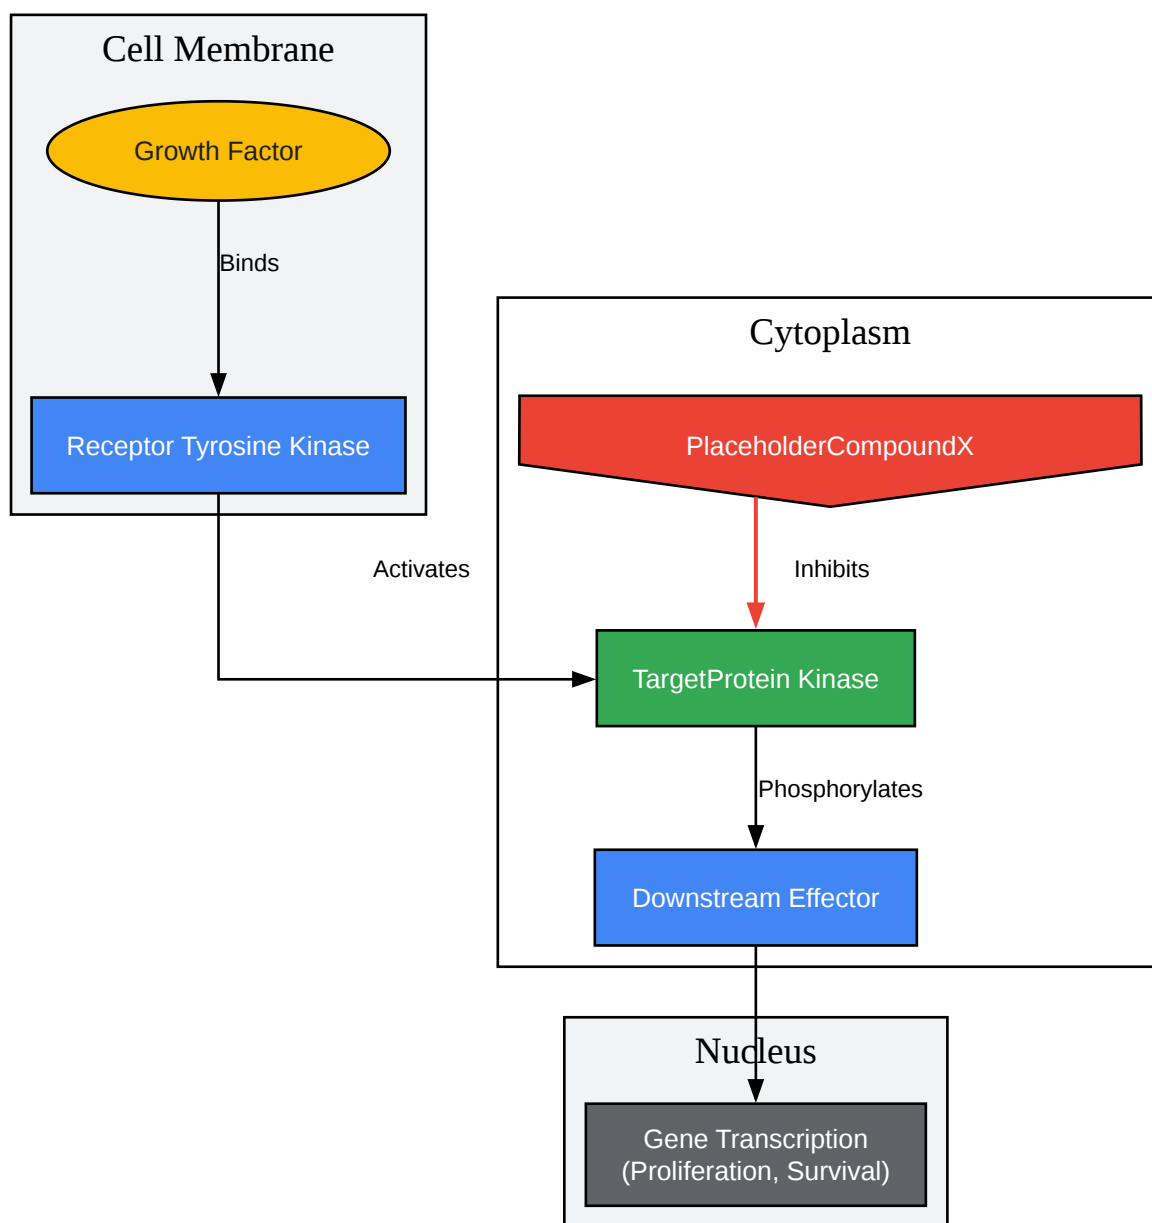 Cell Membrane
Growth Factor
Binds
Receptor Tyrosine Kinase
Activates
Cytoplasm
PlaceholderCompoundX
Inhibits
TargetProtein Kinase
Phosphorylates
Downstream Effector
Nucleus
Gene Transcription
(Proliferation, Survival)